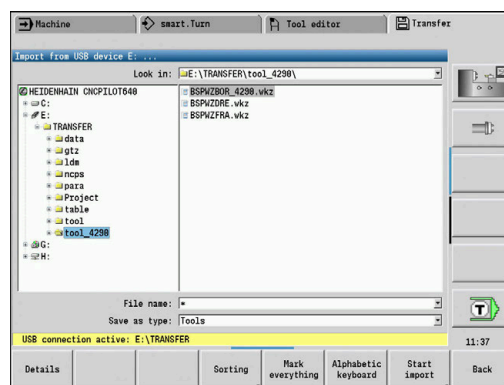 Machine
smart.Turn
Tool editor
Transfer
Import from USB device E: ...
Look in: E:\TRANSFER\tool_4290\
HEIDENHAIN CNCPILOT640
C:
E:
TRANSFER
data
gtz
ldm
ncps
para
Project
table
tool
tool_4290
G:
H:
BSPWZBOR_4290.wkz
BSPWZDRE.wkz
BSPWZFRA.wkz
File name: *
Save as type: Tools
USB connection active: E:\TRANSFER
T
11:37
Details
Sorting
Mark everything
Alphabetic keyboard
Start import
Back